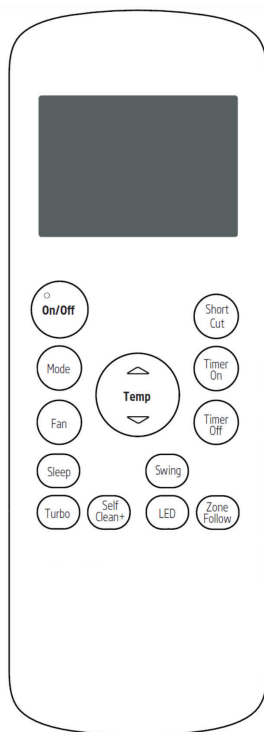 On/Off
Short
Cut
Mode
Temp
Timer
On
Fan
Timer
Off
Sleep
Swing
Turbo
Self
Clean+
LED
Zone
Follow